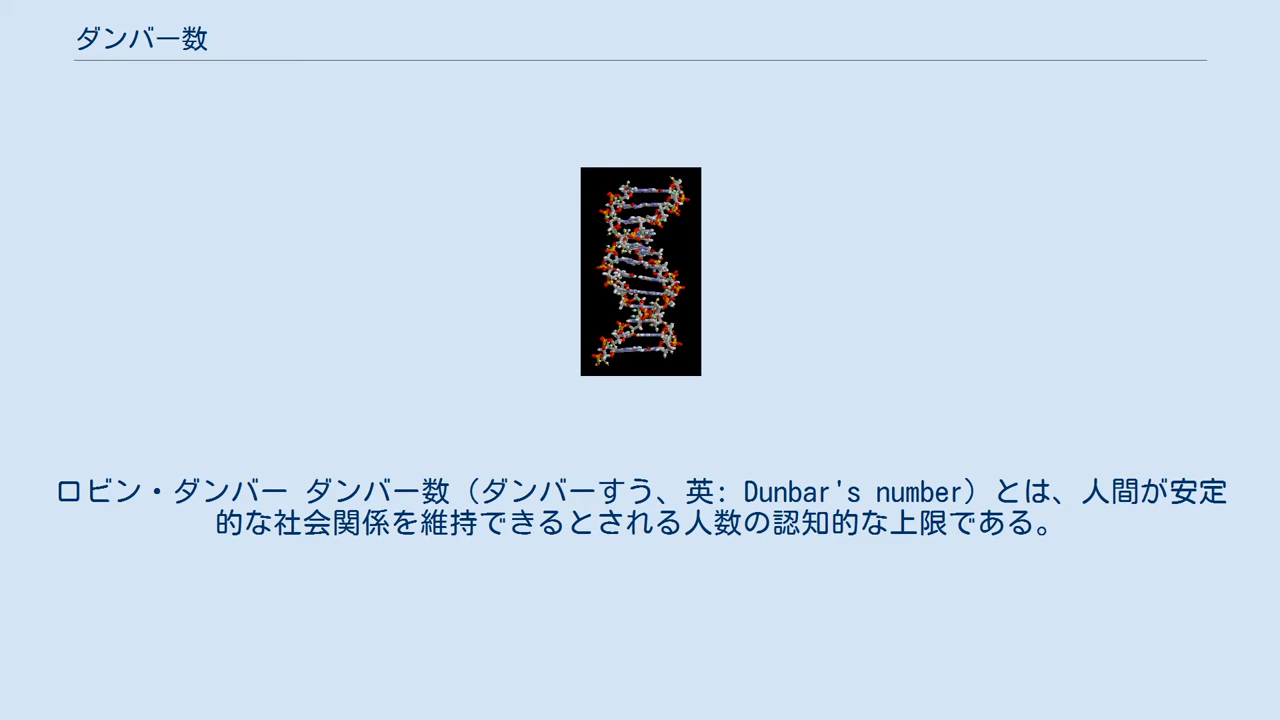 ダンバー数
ロビン・ダンバー ダンバー数（ダンバーすう、英: Dunbar's number）とは、人間が安定
的な社会関係を維持できるとされる人数の認知的な上限である。